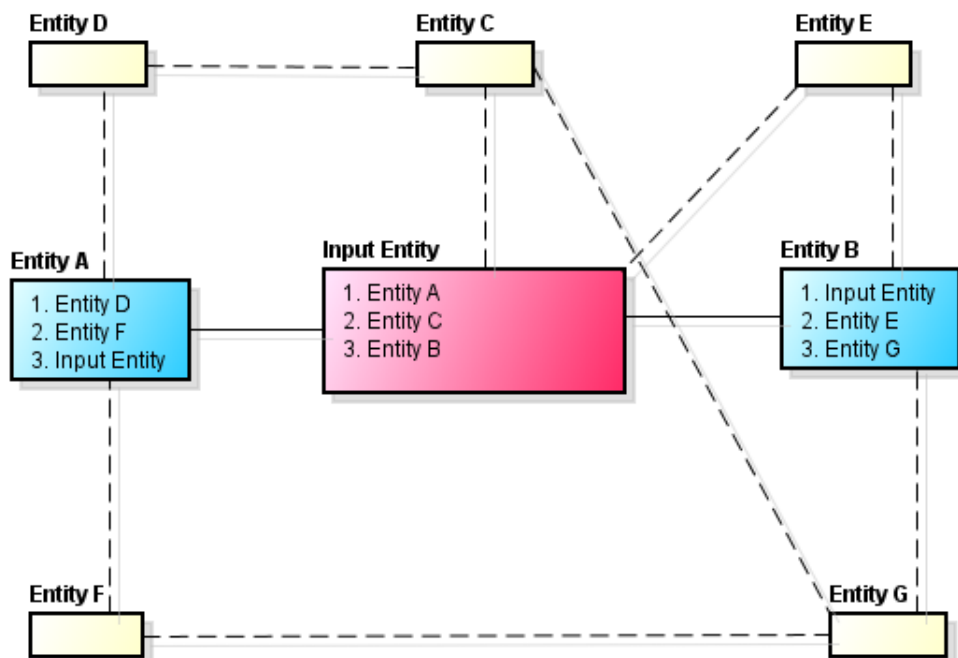 Entity D
Entity C
Entity E
Entity A
1. Entity D
2. Entity F
3. Input Entity
Input Entity
1. Entity A
2. Entity C
3. Entity B
Entity B
1. Input Entity
2. Entity E
3. Entity G
Entity F
Entity G